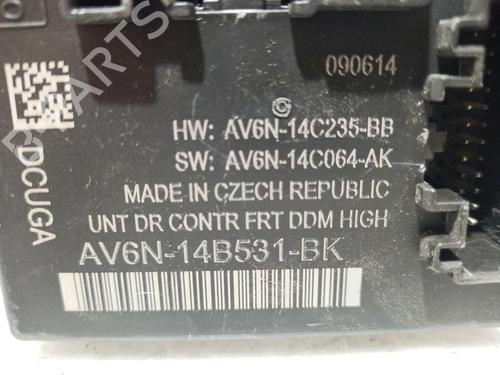 090614
HW: AV6N-14C235-BB
SW: AV6N-14C064-AK
MADE IN CZECH REPUBLIC
UNT DR CONTR FRT DDM HIGH
AV6N-14B531-BK
DCUGA